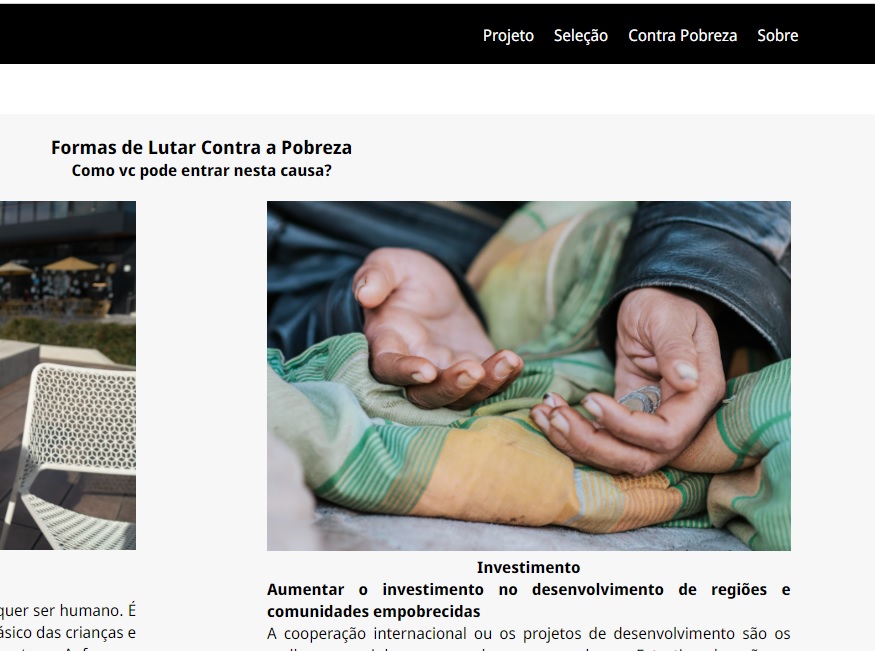 Projeto Seleção Contra Pobreza Sobre
Formas de Lutar Contra a Pobreza
Como vc pode entrar nesta causa?
Investimento
Aumentar o investimento no desenvolvimento de regiões e
comunidades empobrecidas
quer ser humano. É
ásico das crianças e
A cooperação internacional ou os projetos de desenvolvimento são os